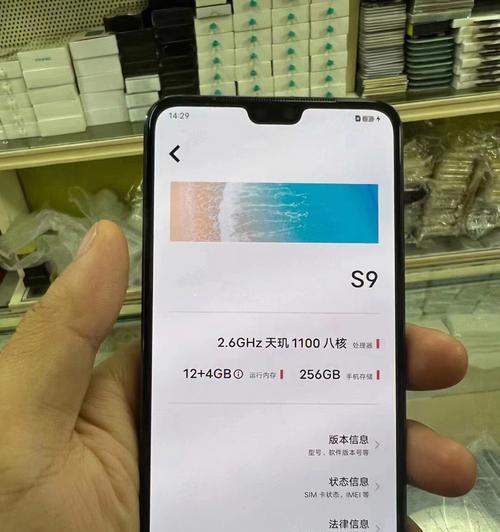 14:29
S9
2.6GHz 天玑 1100 八核 处理器
12+4GB 运行内存 256GB 手机存储
版本信息
型号、软件版本号等
状态信息
SIM 卡状态、IMEI 等
法律信息